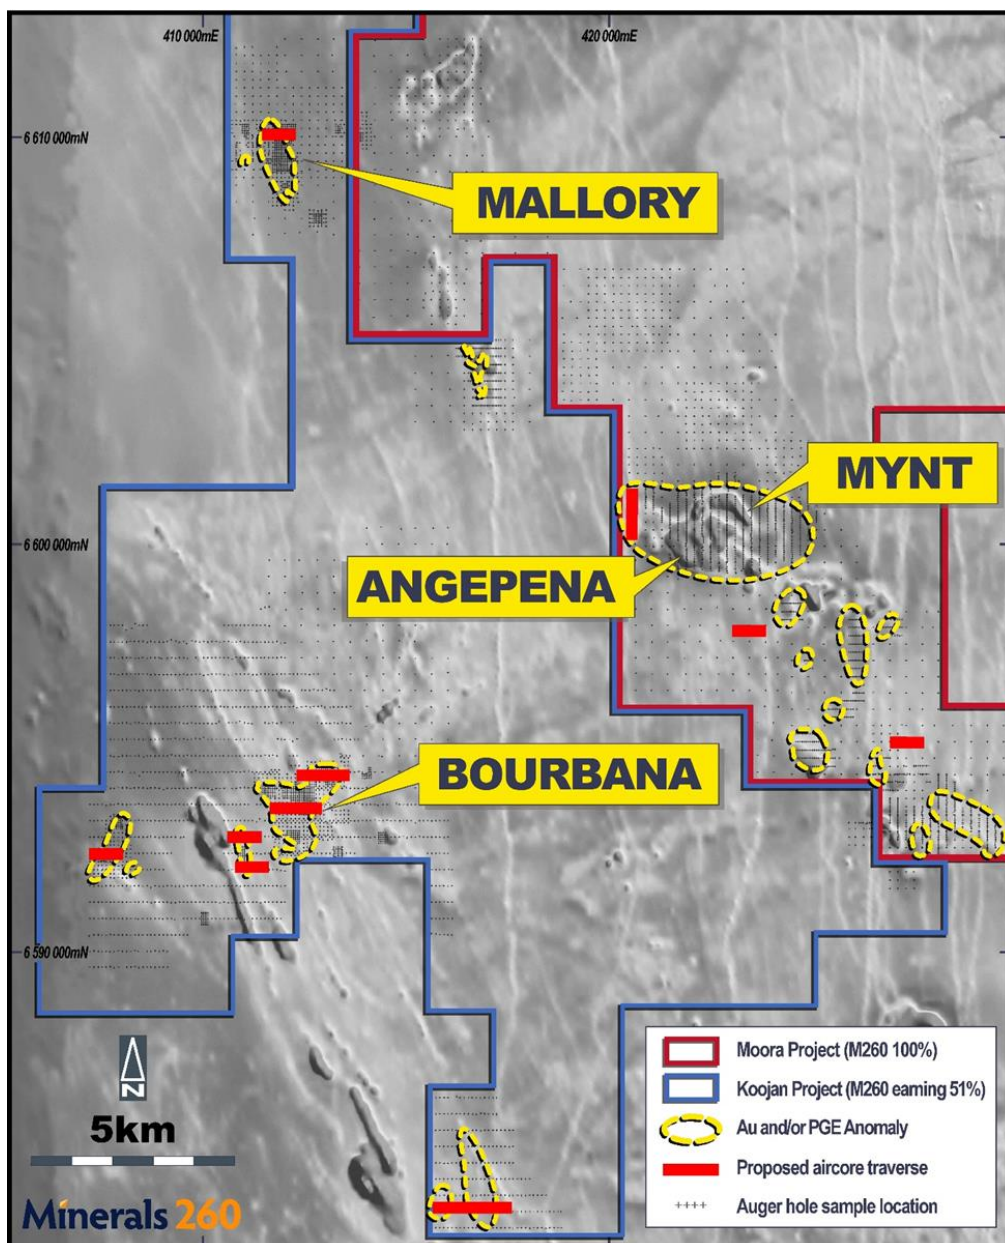 410 000mE
420 000mE
6 610 000mN
MALLORY
MYNT
6 600 000mN
ANGEPENA
BOURBANA
6 590 000mN
N
5km
Minerals 260
Moora Project (M260 100%)
Koojan Project (M260 earning 51%)
Au and/or PGE Anomaly
Proposed aircore traverse
Auger hole sample location